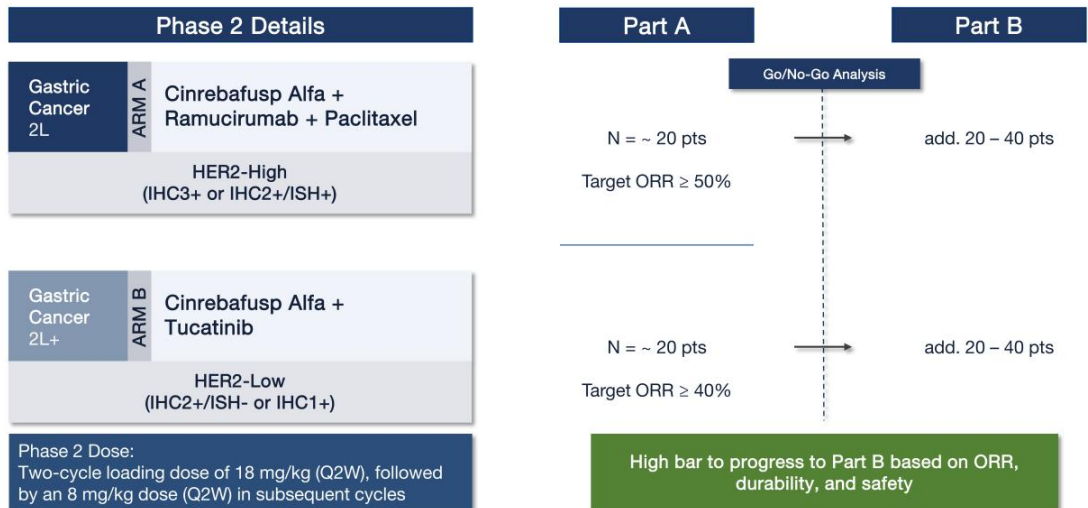 Phase 2 Details
Part A
Part B
Go/No-Go Analysis
Gastric
Cancer
2L
ARM A
Cinrebafusp Alfa +
Ramucirumab + Paclitaxel
HER2-High
(IHC3+ or IHC2+/ISH+)
N = ~ 20 pts
add. 20 – 40 pts
Target ORR ≥ 50%
Gastric
Cancer
2L+
ARM B
Cinrebafusp Alfa +
Tucatinib
HER2-Low
(IHC2+/ISH- or IHC1+)
N = ~ 20 pts
add. 20 – 40 pts
Target ORR ≥ 40%
Phase 2 Dose:
Two-cycle loading dose of 18 mg/kg (Q2W), followed
by an 8 mg/kg dose (Q2W) in subsequent cycles
High bar to progress to Part B based on ORR,
durability, and safety